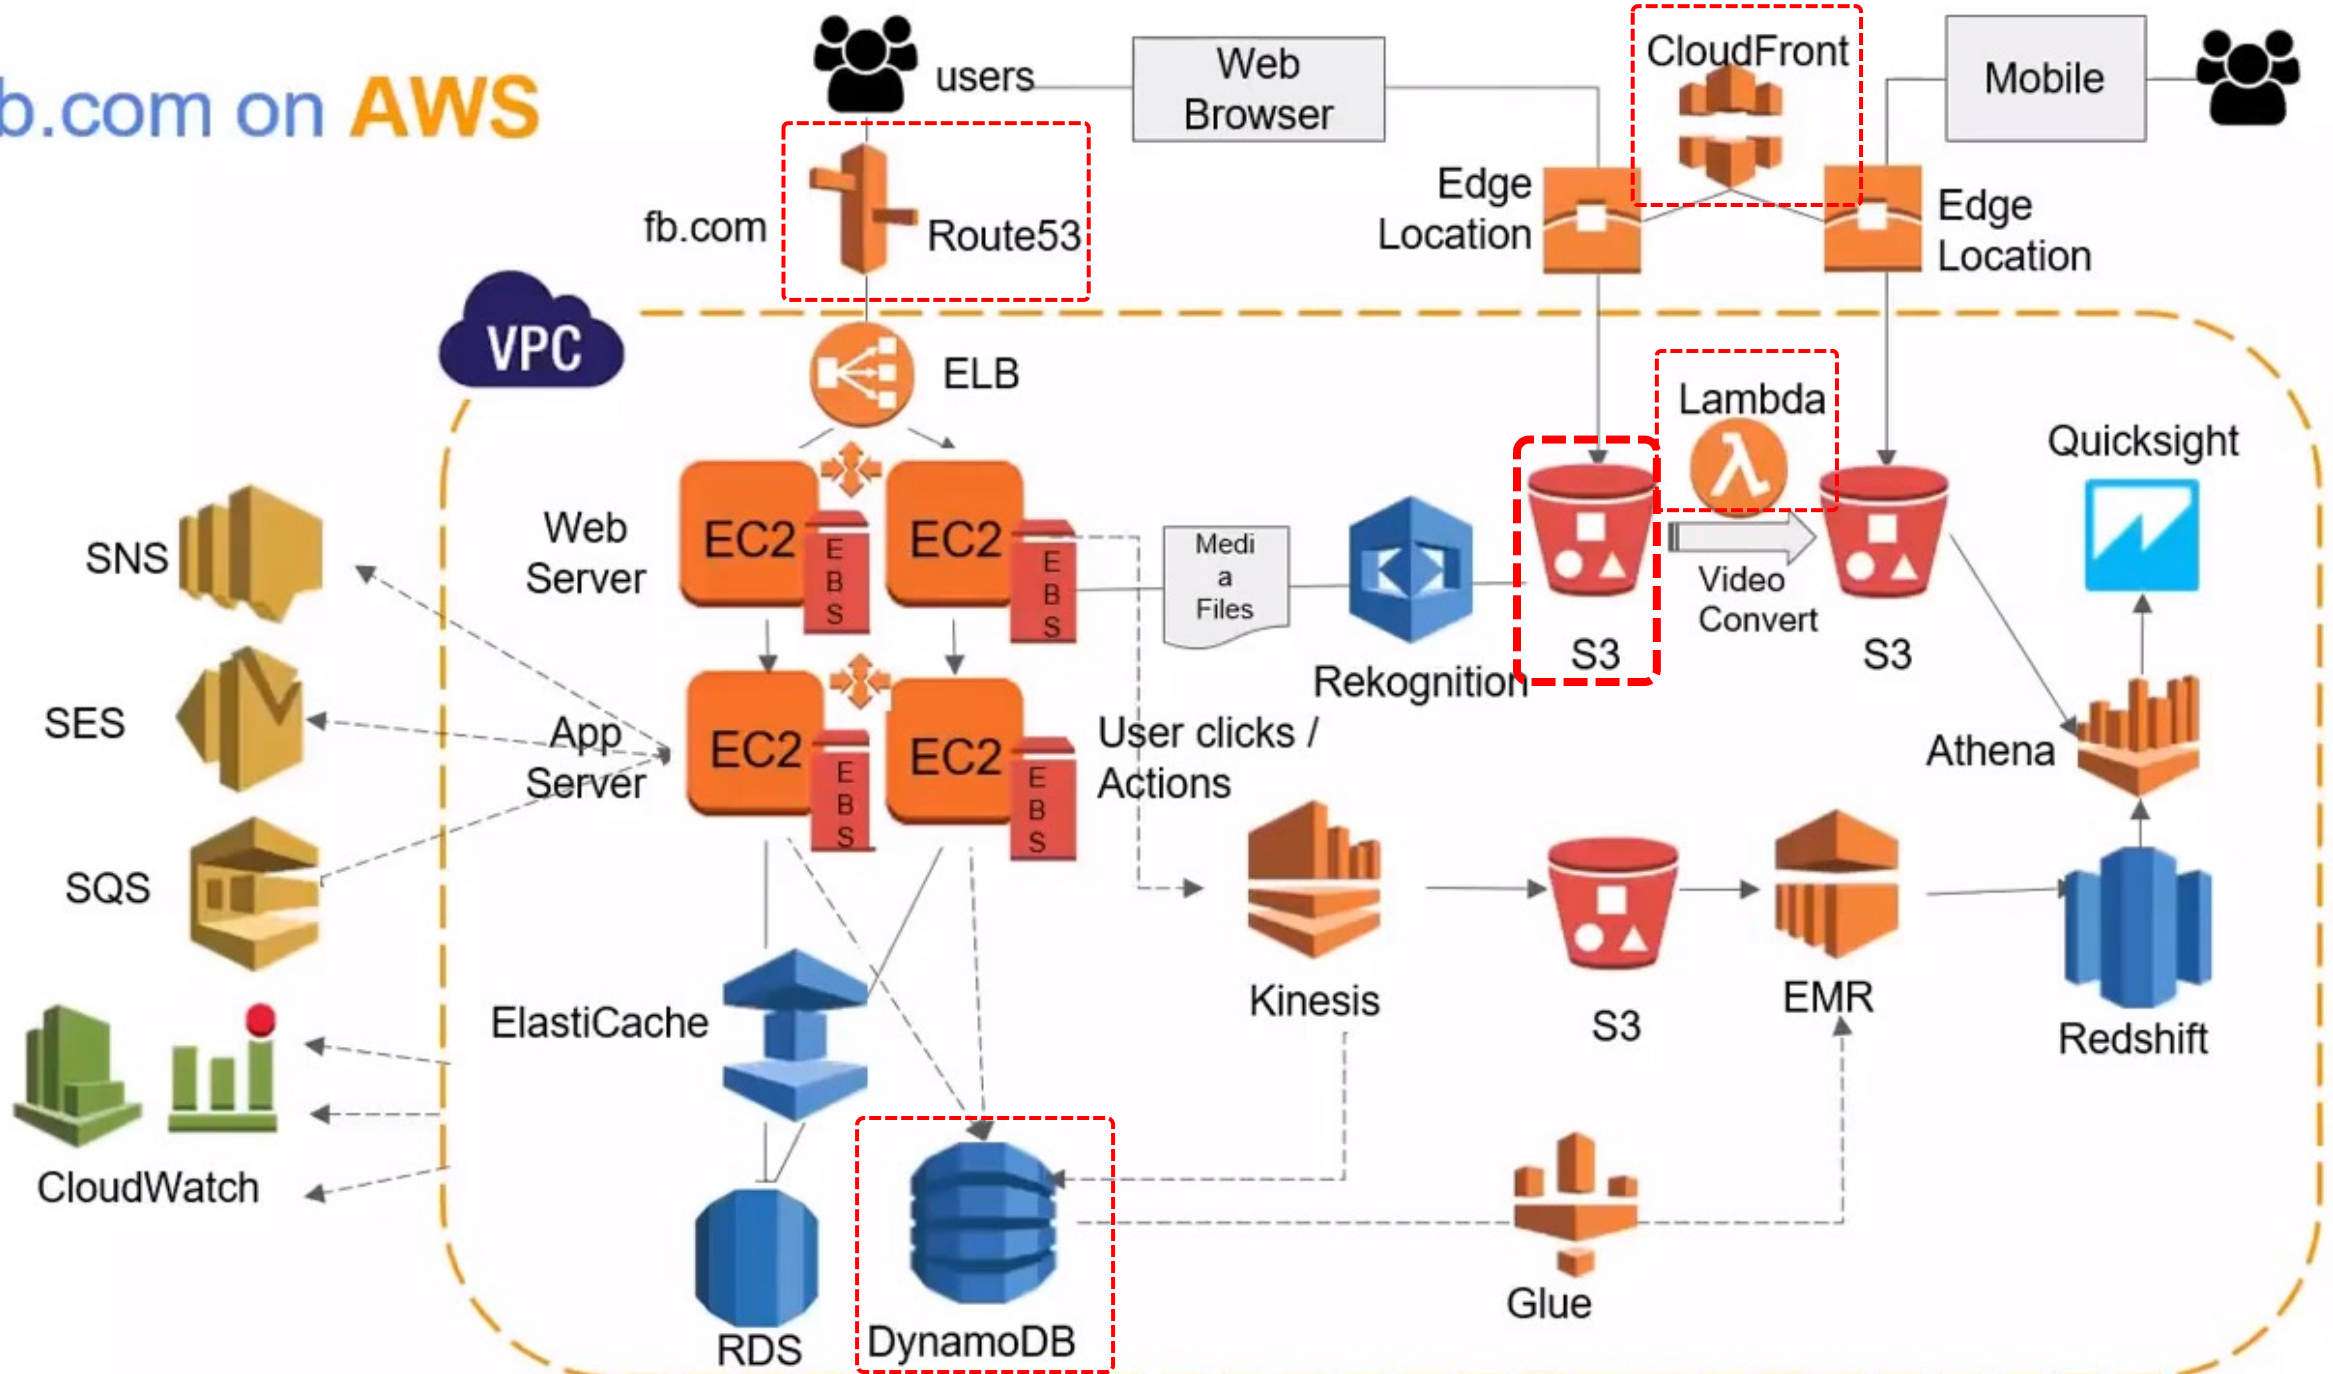 b.com on AWS
users
Web
Browser
CloudFront
Mobile
fb.com
Route53
Edge
Location
Edge
Location
VPC
ELB
Lambda
Quicksight
Web
Server
EC2
E
B
S
EC2
E
B
S
Medi
a
Files
Rekognition
S3
Video
Convert
S3
SNS
SES
SQS
App
Server
EC2
E
B
S
EC2
E
B
S
User clicks /
Actions
Athena
Kinesis
S3
EMR
Redshift
ElastiCache
CloudWatch
RDS
DynamoDB
Glue